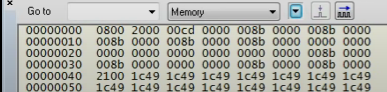 Go to Memory
00000000 0800 2000 00cd 0000 008b 0000 008b 0000
00000010 008b 0000 008b 0000 008b 0000 008b 0000
00000020 0000 0000 0000 0000 0000 0000 0000 0000
00000030 008b 0000 0000 0000 008b 0000 008b 0000
00000040 2100 1c49 1c49 1c49 1c49 1c49 1c49 1c49
00000050 1c49 1c49 1c49 1c49 1c49 1c49 1c49 1c49